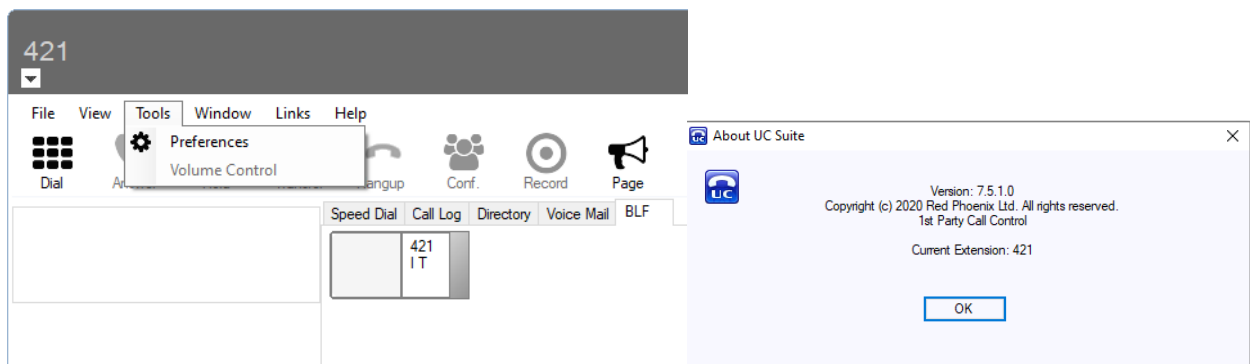 421
File View Tools Window Links Help
Preferences
Volume Control
Dial Hangup Conf. Record Page
Speed Dial Call Log Directory Voice Mail BLF
421
I T
About UC Suite
UC
Version: 7.5.1.0
Copyright (c) 2020 Red Phoenix Ltd. All rights reserved.
1st Party Call Control
Current Extension: 421
OK